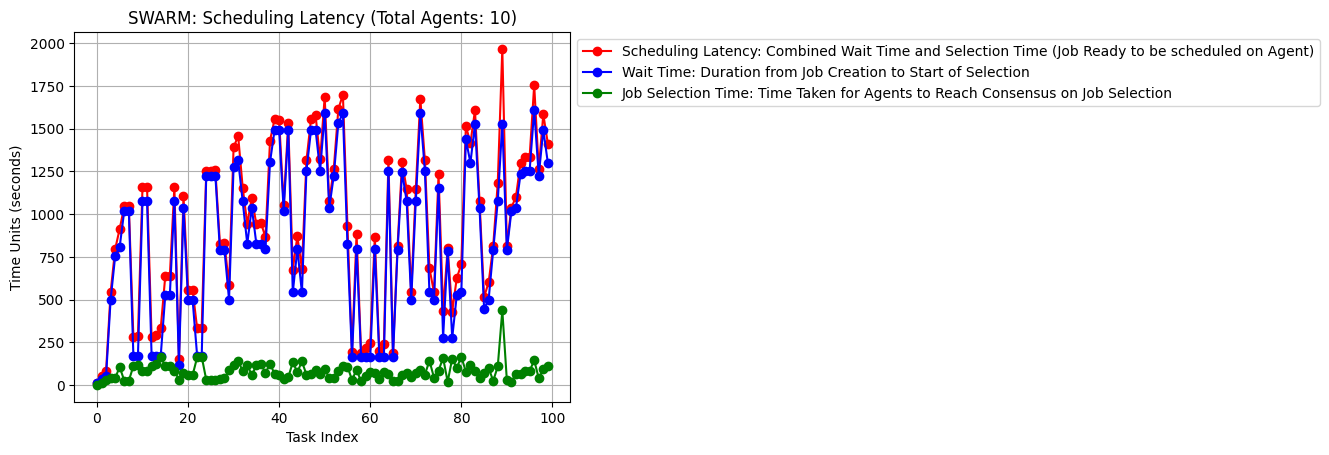 SWARM: Scheduling Latency (Total Agents: 10)
Scheduling Latency: Combined Wait Time and Selection Time (Job Ready to be scheduled on Agent)
Wait Time: Duration from Job Creation to Start of Selection
Job Selection Time: Time Taken for Agents to Reach Consensus on Job Selection
Time Units (seconds)
2000
1750
1500
1250
1000
750
500
250
0
0 20 40 60 80 100
Task Index